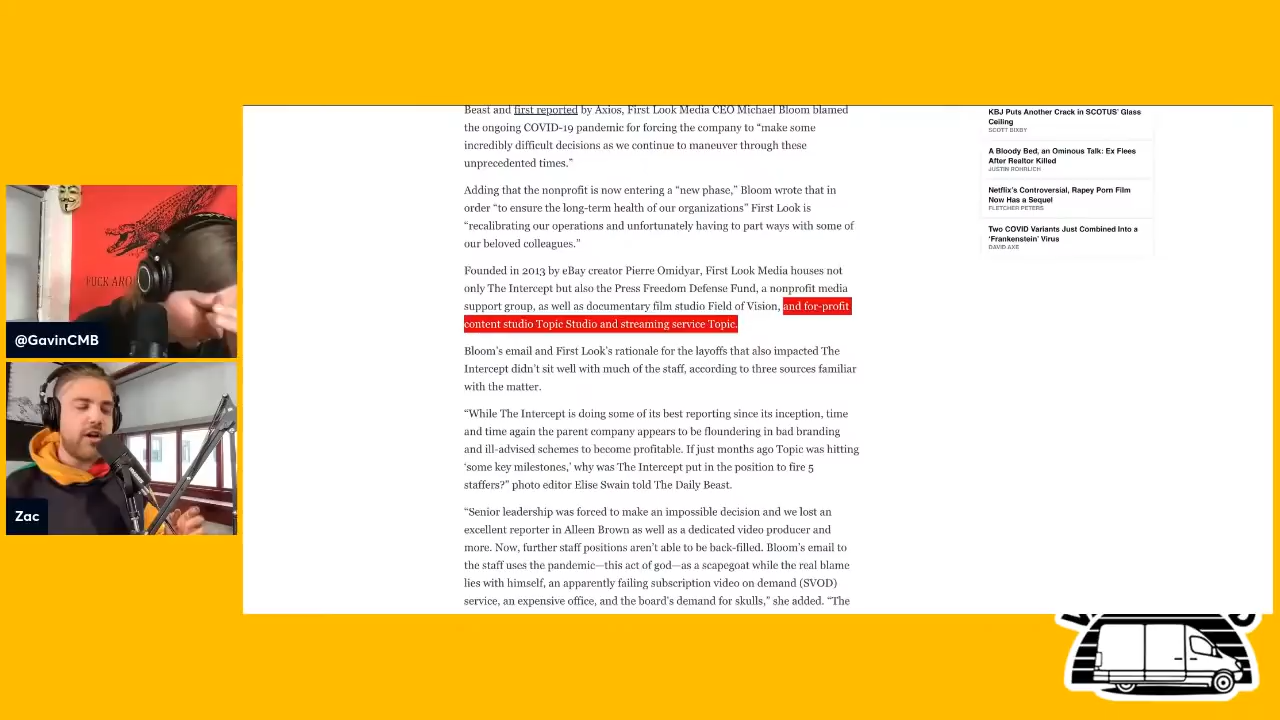 Beast and first reported by Axios, First Look Media CEO Michael Bloom blamed
the ongoing COVID-19 pandemic for forcing the company to “make some
incredibly difficult decisions as we continue to maneuver through these
unprecedented times.”
Adding that the nonprofit is now entering a “new phase,” Bloom wrote that in
order “to ensure the long-term health of our organizations” First Look is
“recalibrating our operations and unfortunately having to part ways with some of
our beloved colleagues.”
Founded in 2013 by eBay creator Pierre Omidyar, First Look Media houses not
only The Intercept but also the Press Freedom Defense Fund, a nonprofit media
support group, as well as documentary film studio Field of Vision, and for-profit
content studio Topic Studio and streaming service Topic.
Bloom’s email and First Look’s rationale for the layoffs that also impacted The
Intercept didn’t sit well with much of the staff, according to three sources familiar
with the matter.
“While The Intercept is doing some of its best reporting since its inception, time
and time again the parent company appears to be floundering in bad branding
and ill-advised schemes to become profitable. If just months ago Topic was hitting
‘some key milestones,’ why was The Intercept put in the position to fire 5
staffers?” photo editor Elise Swain told The Daily Beast.
“Senior leadership was forced to make an impossible decision and we lost an
excellent reporter in Alleen Brown as well as a dedicated video producer and
more. Now, further staff positions aren’t able to be back-filled. Bloom’s email to
the staff uses the pandemic—this act of god—as a scapegoat while the real blame
lies with himself, an apparently failing subscription video on demand (SVOD)
service, an expensive office, and the board’s demand for skulls,” she added. “The
KBJ Puts Another Crack in SCOTUS’ Glass
Ceiling
SCOTT BIXBY
A Bloody Bed, an Ominous Talk: Ex Flees
After Realtor Killed
JUSTIN ROHRLICH
Netflix’s Controversial, Rapey Porn Film
Now Has a Sequel
FLETCHER PETERS
Two COVID Variants Just Combined Into a
‘Frankenstein’ Virus
DAVID AXE
@GavinCMB
Zac